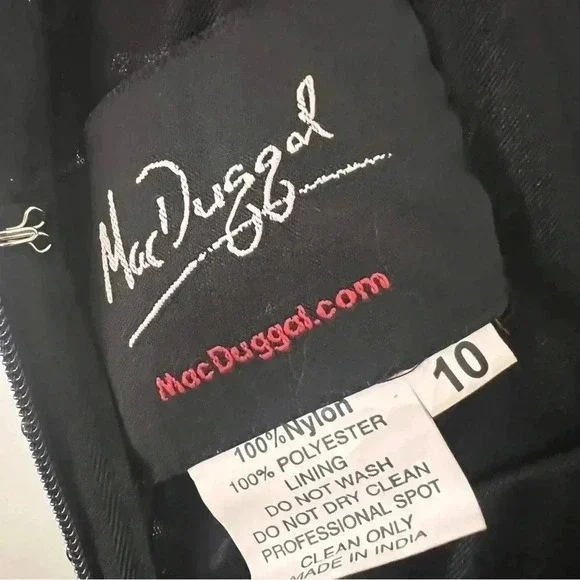 MacDuggal
MacDuggal.com
10
100%Nylon
100% POLYESTER
LINING
DO NOT WASH
DO NOT DRY CLEAN
PROFESSIONAL SPOT
CLEAN ONLY
MADE IN INDIA